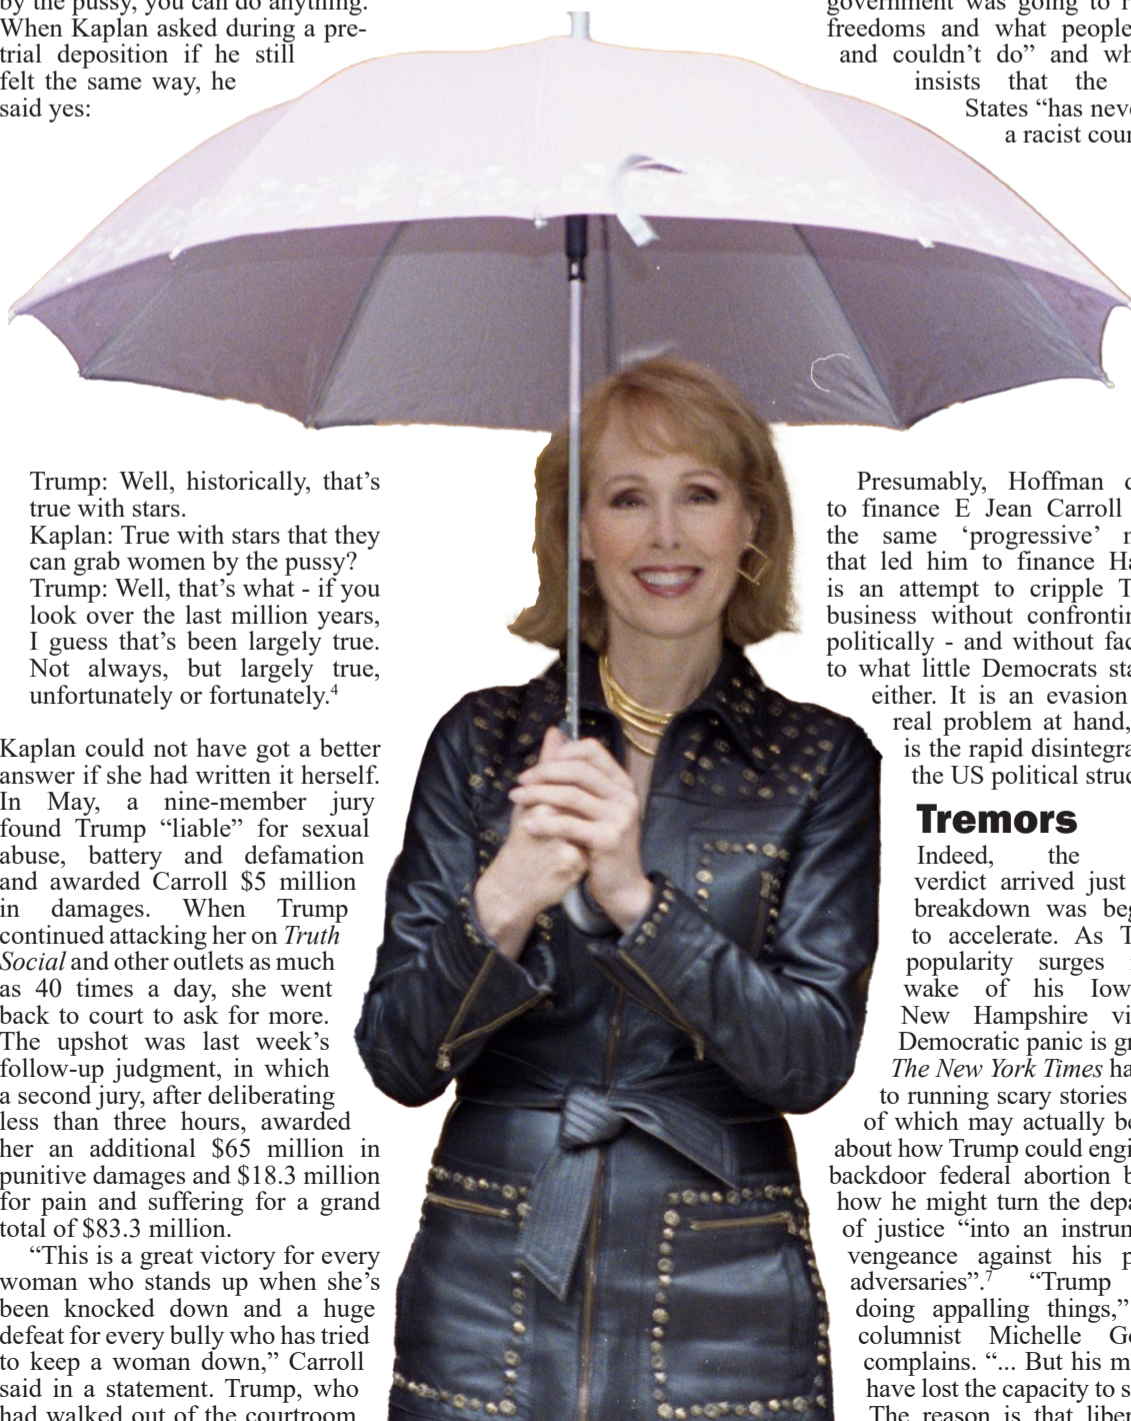 by the pussy, you can do anything.
When Kaplan asked during a pre-
trial deposition if he still
felt the same way, he
said yes:
Trump: Well, historically, that’s
true with stars.
Kaplan: True with stars that they
can grab women by the pussy?
Trump: Well, that’s what - if you
look over the last million years,
I guess that’s been largely true.
Not always, but largely true,
unfortunately or fortunately.4
Kaplan could not have got a better
answer if she had written it herself.
In May, a nine-member jury
found Trump “liable” for sexual
abuse, battery and defamation
and awarded Carroll $5 million
in damages. When Trump
continued attacking her on Truth
Social and other outlets as much
as 40 times a day, she went
back to court to ask for more.
The upshot was last week’s
follow-up judgment, in which
a second jury, after deliberating
less than three hours, awarded
her an additional $65 million in
punitive damages and $18.3 million
for pain and suffering for a grand
total of $83.3 million.
“This is a great victory for every
woman who stands up when she’s
been knocked down and a huge
defeat for every bully who has tried
to keep a woman down,” Carroll
said in a statement. Trump, who
had walked out of the courtroom
government was going to
freedoms and what people
and couldn’t do” and
insists that the
States “has
a racist
Presumably, Hoffman
to finance E Jean Carroll
the same ‘progressive’
that led him to finance
is an attempt to cripple
business without
politically - and without
to what little Democrats
either. It is an evasion
real problem at hand,
is the rapid
the US political
Tremors
Indeed, the
verdict arrived just
breakdown was
to accelerate. As
popularity surges
wake of his
New Hampshire
Democratic panic is
The New York Times
to running scary stories
of which may actually
about how Trump could
backdoor federal abortion
how he might turn the
of justice “into an
vengeance against his
adversaries”.7 “Trump
doing appalling things,”
columnist Michelle
complains. “... But his
have lost the capacity to
The reason is that